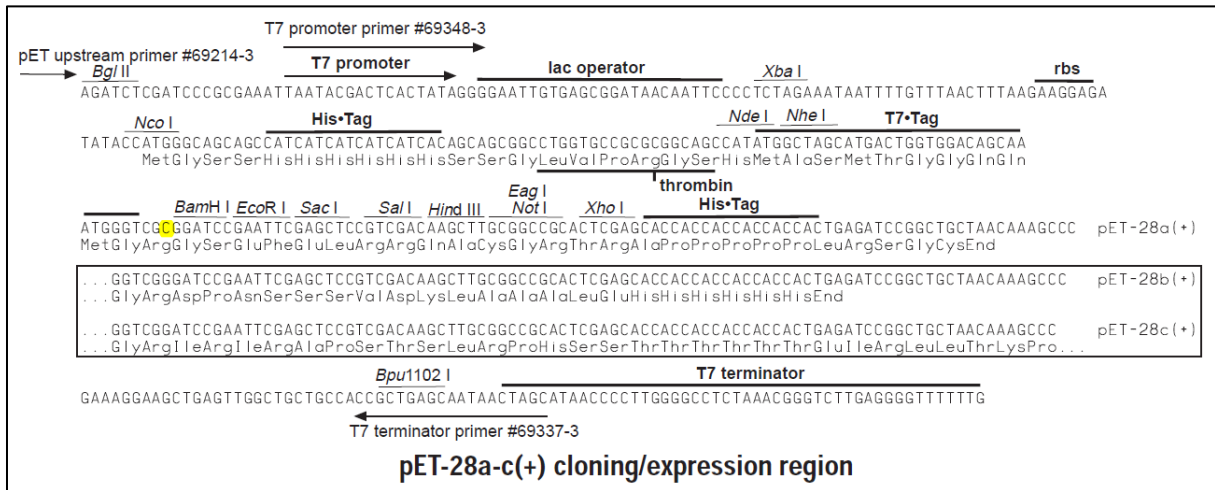 T7 promoter primer #69348-3
pET upstream primer #69214-3
Bgl II T7 promoter lac operator Xba I rbs
AGATCTCGATCCCGCGAAATTAATACGACTCACTATAGGGGAATTGTGAGCGGATAACAATTCCCCTCTAGAAATAATTTTGTTTAACTTTAAGAAGGAGA
Nco I His•Tag Nde I Nhe I T7•Tag
TATACCATGGGCAGCAGCCATCATCATCATCATCACAGCAGCGGCCTGGTGCCGCGCGGCAGCCATATGGCTAGCATGACTGGTGGACAGCAA
MetGlySerSerHisHisHisHisHisHisSerSerGlyLeuValProArgGlySerHisMetAlaSerMetThrGlyGlyGlnGln
thrombin
BamH I EcoR I Sac I Sal I Hind III Eag I Not I Xho I His•Tag
ATGGGTCGCGGATCCGAATTCGAGCTCCGTCGACAAGCTTGCGGCCGCACTCGAGCACCACCACCACCACCACTGAGATCCGGCTGCTAACAAAGCCC pET-28a(+)
MetGlyArgGlySerGluPheGluLeuArgArgGlnAlaCysGlyArgThrArgAlaProProProProProLeuArgSerGlyCysEnd
...GGTCGGGATCCGAATTCGAGCTCCGTCGACAAGCTTGCGGCCGCACTCGAGCACCACCACCACCACCACTGAGATCCGGCTGCTAACAAAGCCC pET-28b(+)
...GlyArgAspProAsnSerSerSerValAspLysLeuAlaAlaAlaLeuGluHisHisHisHisHisHisEnd
...GGTCGGATCCGAATTCGAGCTCCGTCGACAAGCTTGCGGCCGCACTCGAGCACCACCACCACCACCACTGAGATCCGGCTGCTAACAAAGCCC pET-28c(+)
...GlyArgIleArgIleArgAlaProSerThrSerLeuArgProHisSerSerThrThrThrThrThrThrGluIleArgLeuLeuThrLysPro...
Bpu1102 I T7 terminator
GAAAGGAAGCTGAGTTGGCTGCTGCCACCGCTGAGCAATAACTAGCATAACCCCTTGGGGCCTCTAAACGGGTCTTGAGGGGTTTTTTG
T7 terminator primer #69337-3
pET-28a-c(+) cloning/expression region